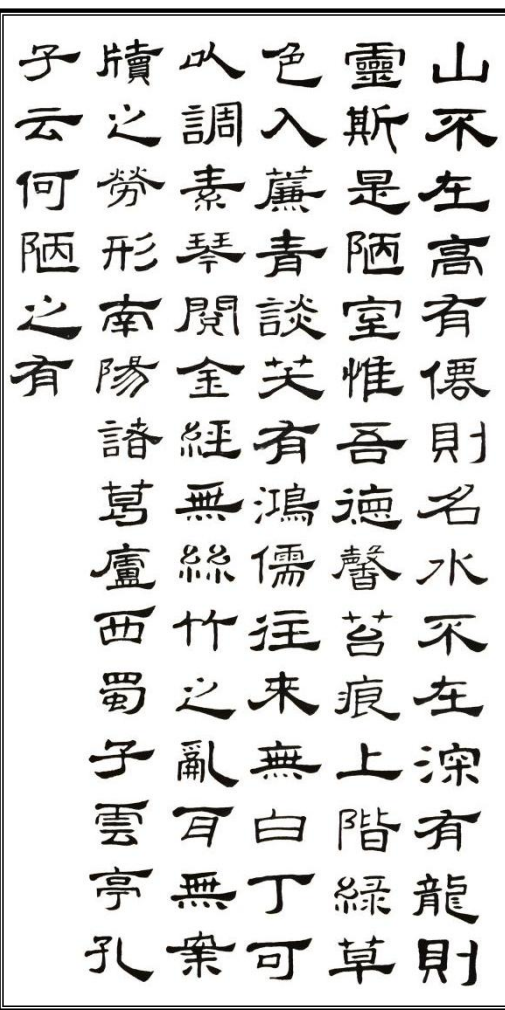 山不在高有僊則名水不在深有龍則
靈斯是陋室惟吾德馨苔痕上階綠草
色入簾青談笑有鴻儒往來無白丁可
以調素琴閱金經無絲竹之亂耳無案
牘之勞形南陽諸葛廬西蜀子雲亭孔
子云何陋之有